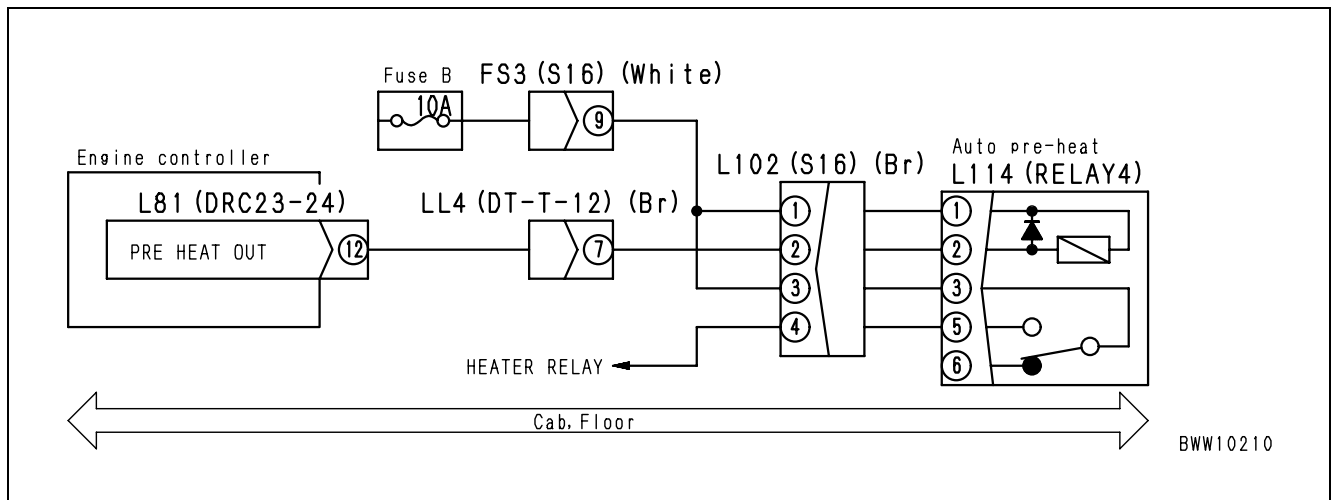 Fuse B
FS3 (S16) (White)
10A
9
Engine controller
L81 (DRC23-24)
LL4 (DT-T-12) (Br)
L102 (S16) (Br)
Auto pre-heat
L114 (RELAY4)
PRE HEAT OUT
12
7
1
2
3
4
1
2
3
5
6
HEATER RELAY
Cab, Floor
BWW10210